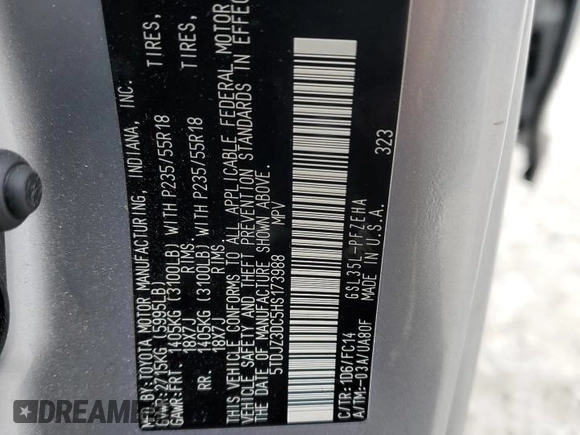 MFD. BY: TOYOTA MOTOR MANUFACTURING, INDIANA, INC.
GVWR: 2715KG (5995LB)
GAWR: FRT. 1405KG (3100LB) WITH P235/55R18 TIRES,
18X7J RIMS,
RR. 1405KG (3100LB) WITH P235/55R18 TIRES,
18X7J RIMS,
THIS VEHICLE CONFORMS TO ALL APPLICABLE FEDERAL MOTOR
VEHICLE SAFETY AND THEFT PREVENTION STANDARDS IN EFFECT
ON THE DATE OF MANUFACTURE SHOWN ABOVE.
5TDJZ3DC5HS173988 MPV
323
C/TR: 1D6/FC14 GSL35L-PFZEHA
A/TM: -03A/UA80F MADE IN U.S.A.
AUTOHELPERBOT.COM